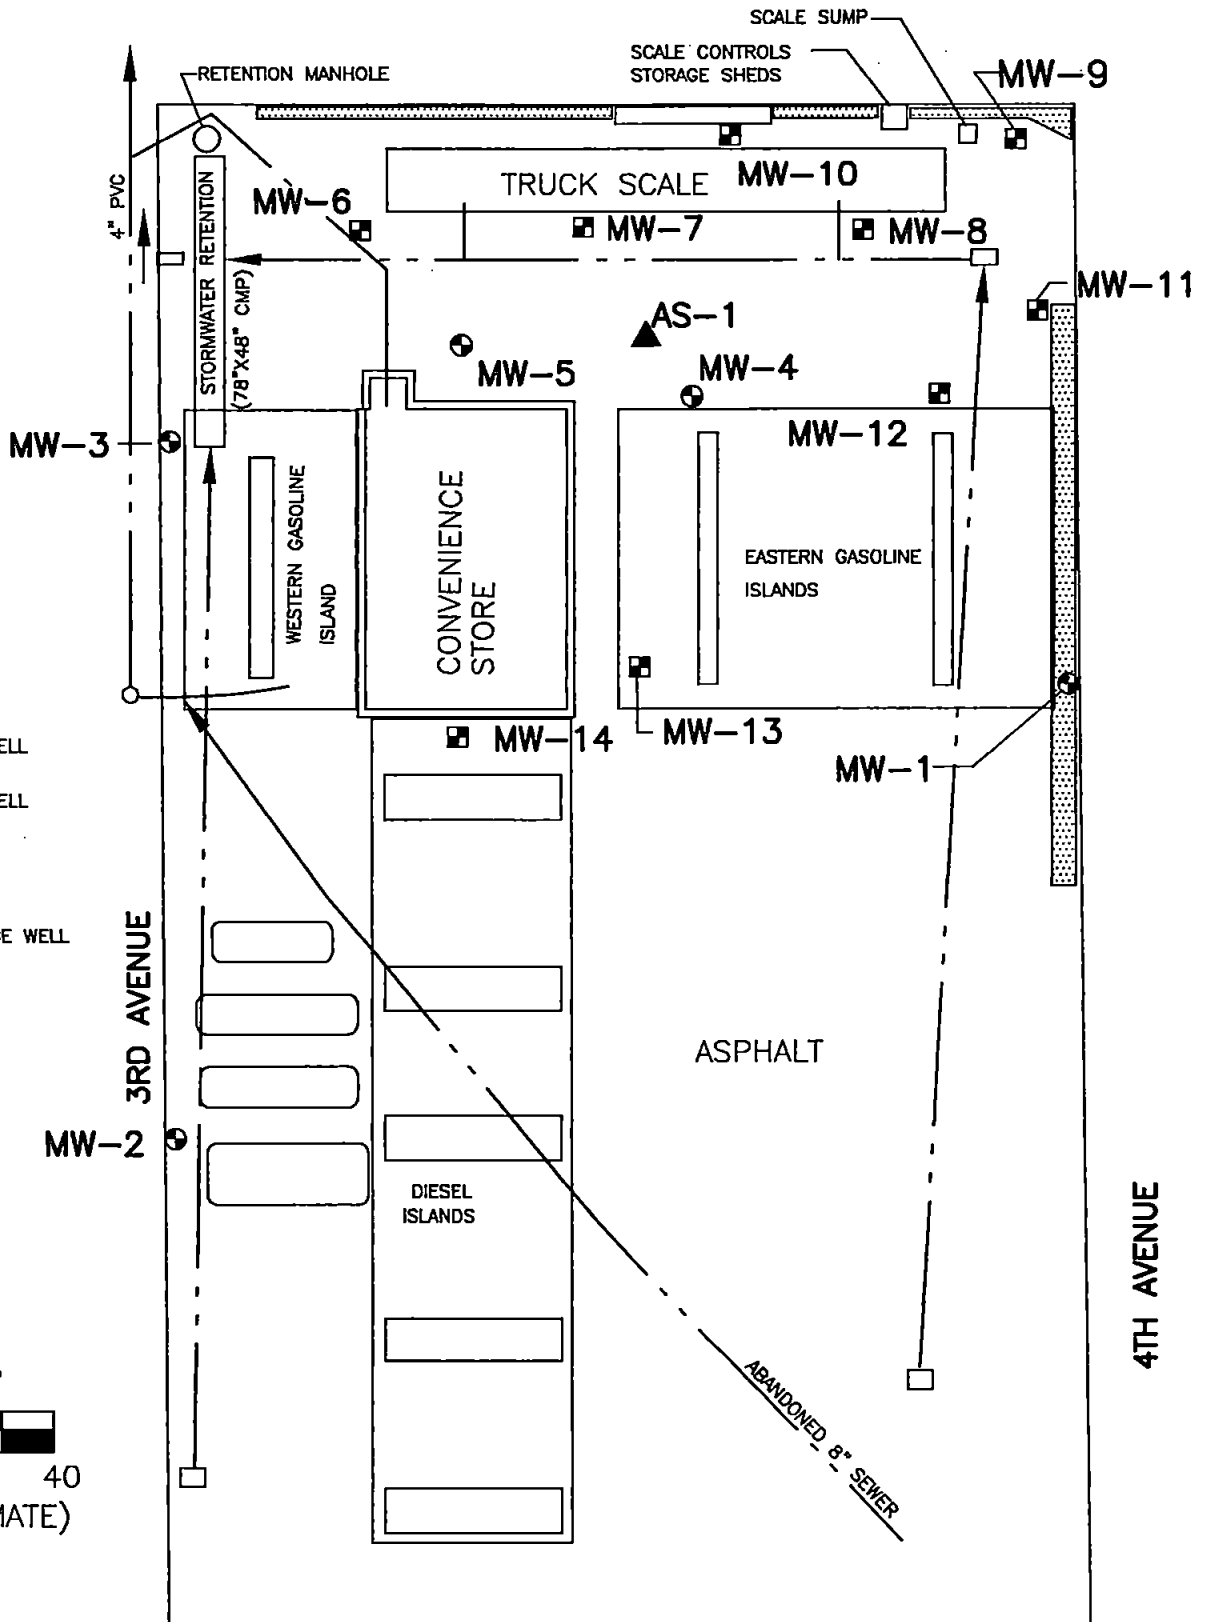 SCALE SUMP
SCALE CONTROLS
STORAGE SHEDS
RETENTION MANHOLE
MW-9
4" PVC
STORMWATER RETENTION
(78"X48" CMP)
MW-6
TRUCK SCALE
MW-10
MW-7
MW-8
MW-11
AS-1
MW-5
MW-4
MW-3
MW-12
WESTERN GASOLINE
ISLAND
CONVENIENCE
STORE
EASTERN GASOLINE
ISLANDS
MW-14
MW-13
MW-1
ELL
ELL
E WELL
3RD AVENUE
ASPHALT
MW-2
DIESEL
ISLANDS
4TH AVENUE
ABANDONED 8" SEWER
40
MATE)